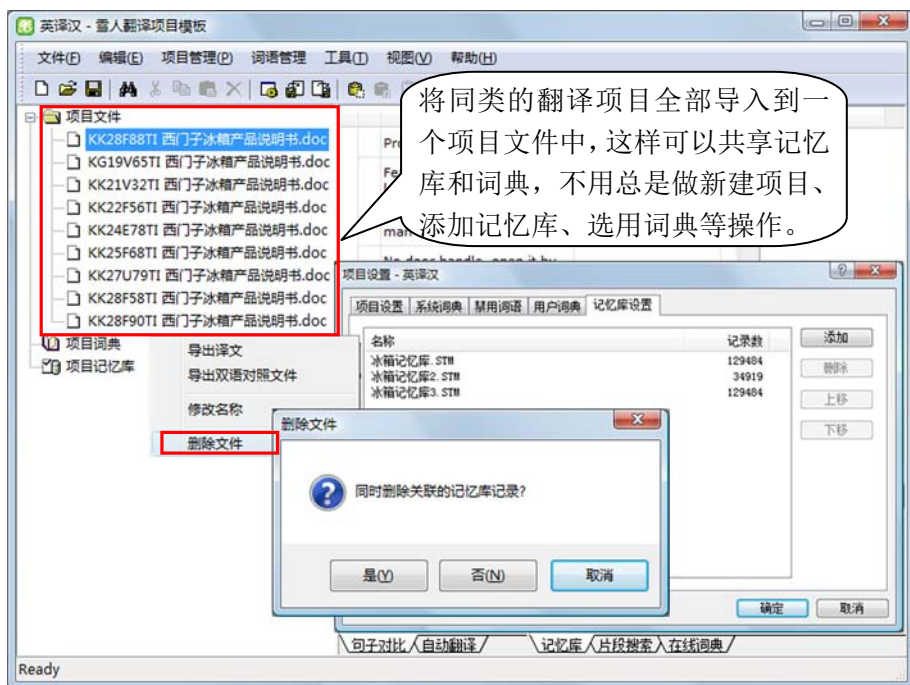 英译汉 - 雪人翻译项目模板
文件(F) 编辑(E) 项目管理(P) 词语管理 工具(T) 视图(V) 帮助(H)
项目文件
KK28F88TI 西门子冰箱产品说明书.doc
KG19V65TI 西门子冰箱产品说明书.doc
KK21V32TI 西门子冰箱产品说明书.doc
KK22F56TI 西门子冰箱产品说明书.doc
KK24E78TI 西门子冰箱产品说明书.doc
KK25F68TI 西门子冰箱产品说明书.doc
KK27U79TI 西门子冰箱产品说明书.doc
KK28F58TI 西门子冰箱产品说明书.doc
KK28F90TI 西门子冰箱产品说明书.doc
项目词典
项目记忆库
将同类的翻译项目全部导入到一
个项目文件中，这样可以共享记忆
库和词典，不用总是做新建项目、
添加记忆库、选用词典等操作。
导出译文
导出双语对照文件
修改名称
删除文件
项目设置 - 英译汉
项目设置 系统词典 禁用词语 用户词典 记忆库设置
名称 记录数
冰箱记忆库.STM 129484
冰箱记忆库2.STM 34919
冰箱记忆库3.STM 129484
添加
删除
上移
下移
确定 取消
删除文件
同时删除关联的记忆库记录?
是(Y) 否(N) 取消
句子对比 自动翻译 记忆库 片段搜索 在线词典
Ready